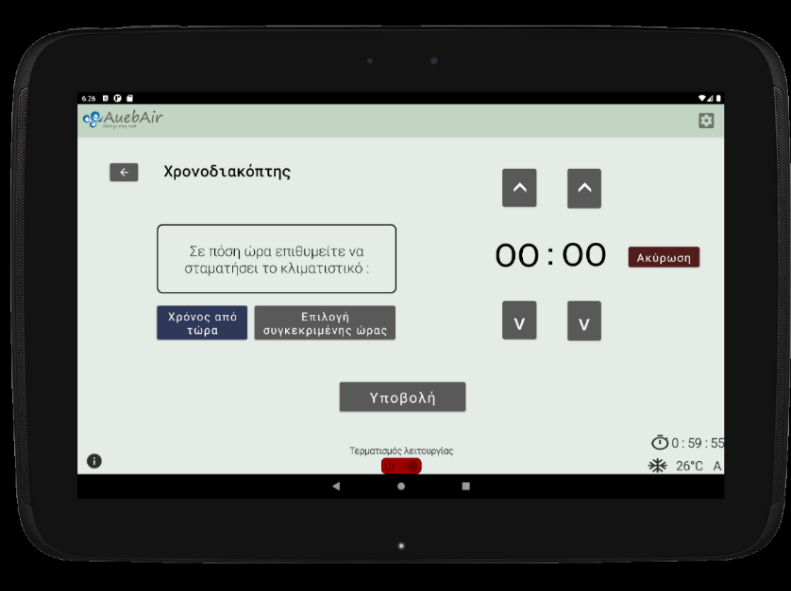 6:26
AuebAir
Χρονοδιακόπτης
Σε πόση ώρα επιθυμείτε να
σταματήσει το κλιματιστικό :
00 : 00
Ακύρωση
Χρόνος από
τώρα
Επιλογή
συγκεκριμένης ώρας
V V
Υποβολή
Τερματισμός λειτουργίας
0 : 59 : 55
26°C A